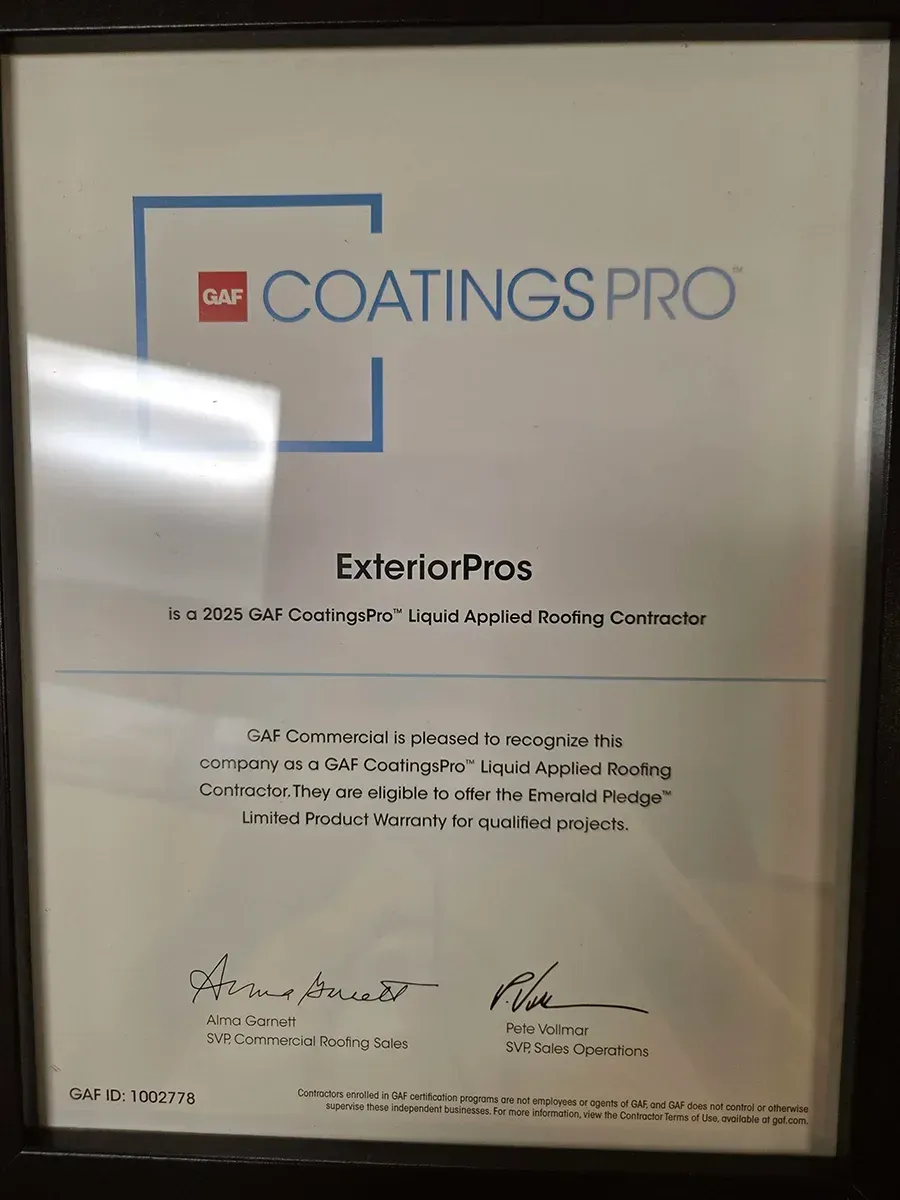 GAF COATINGSPRO™
ExteriorPros
is a 2025 GAF CoatingsPro™ Liquid Applied Roofing Contractor
GAF Commercial is pleased to recognize this
company as a GAF CoatingsPro™ Liquid Applied Roofing
Contractor. They are eligible to offer the Emerald Pledge™
Limited Product Warranty for qualified projects.
Alma Garnett
P. Voll
Alma Garnett
SVP, Commercial Roofing Sales
Pete Vollmar
SVP, Sales Operations
GAF ID: 1002778
Contractors enrolled in GAF certification programs are not employees or agents of GAF, and GAF does not control or otherwise
supervise these independent businesses. For more information, view the Contractor Terms of Use, available at gaf.com.